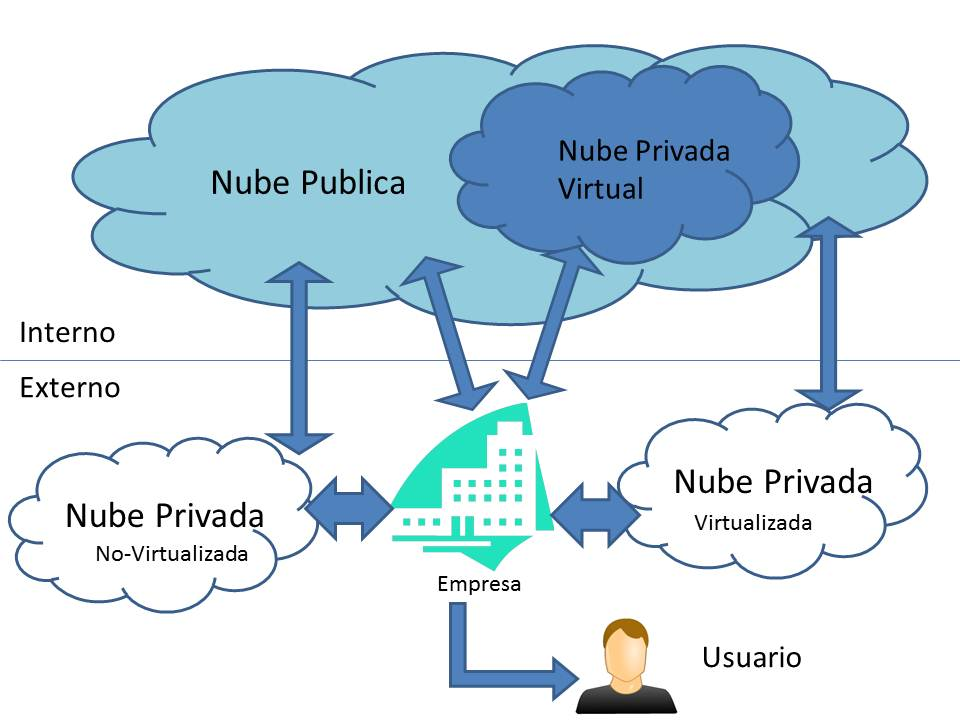 Nube Publica
Nube Privada
Virtual
Interno
Externo
Nube Privada
No-Virtualizada
Nube Privada
Virtualizada
Empresa
Usuario